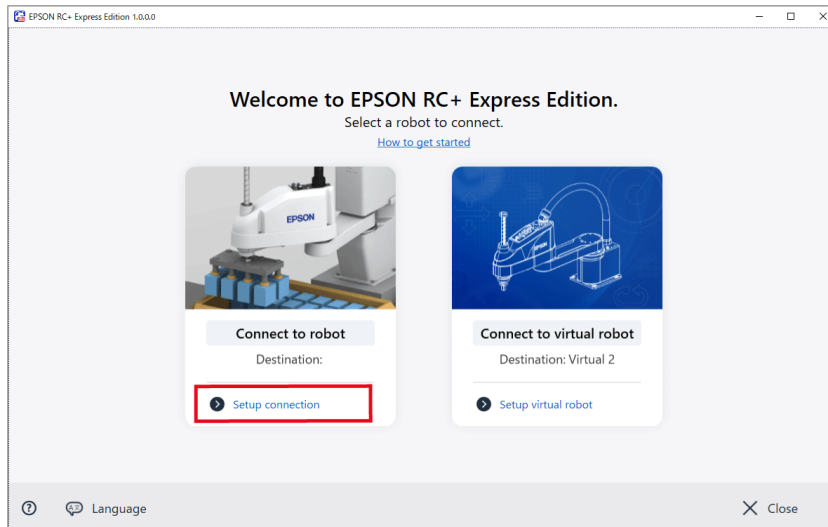 EPSON RC+ Express Edition 1.0.0.0
Welcome to EPSON RC+ Express Edition.
Select a robot to connect.
How to get started
EPSON
EPSON
Connect to robot
Connect to virtual robot
Destination:
Destination: Virtual 2
Setup connection
Setup virtual robot
? Language
Close